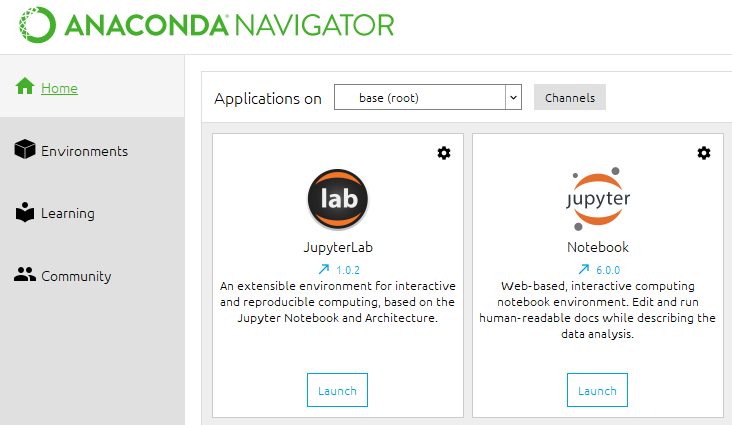 ANACONDA NAVIGATOR
Home
Environments
Learning
Community
Applications on
base (root)
Channels
lab
JupyterLab
1.0.2
An extensible environment for interactive
and reproducible computing, based on the
Jupyter Notebook and Architecture.
Launch
jupyter
Notebook
6.0.0
Web-based, interactive computing
notebook environment. Edit and run
human-readable docs while describing the
data analysis.
Launch